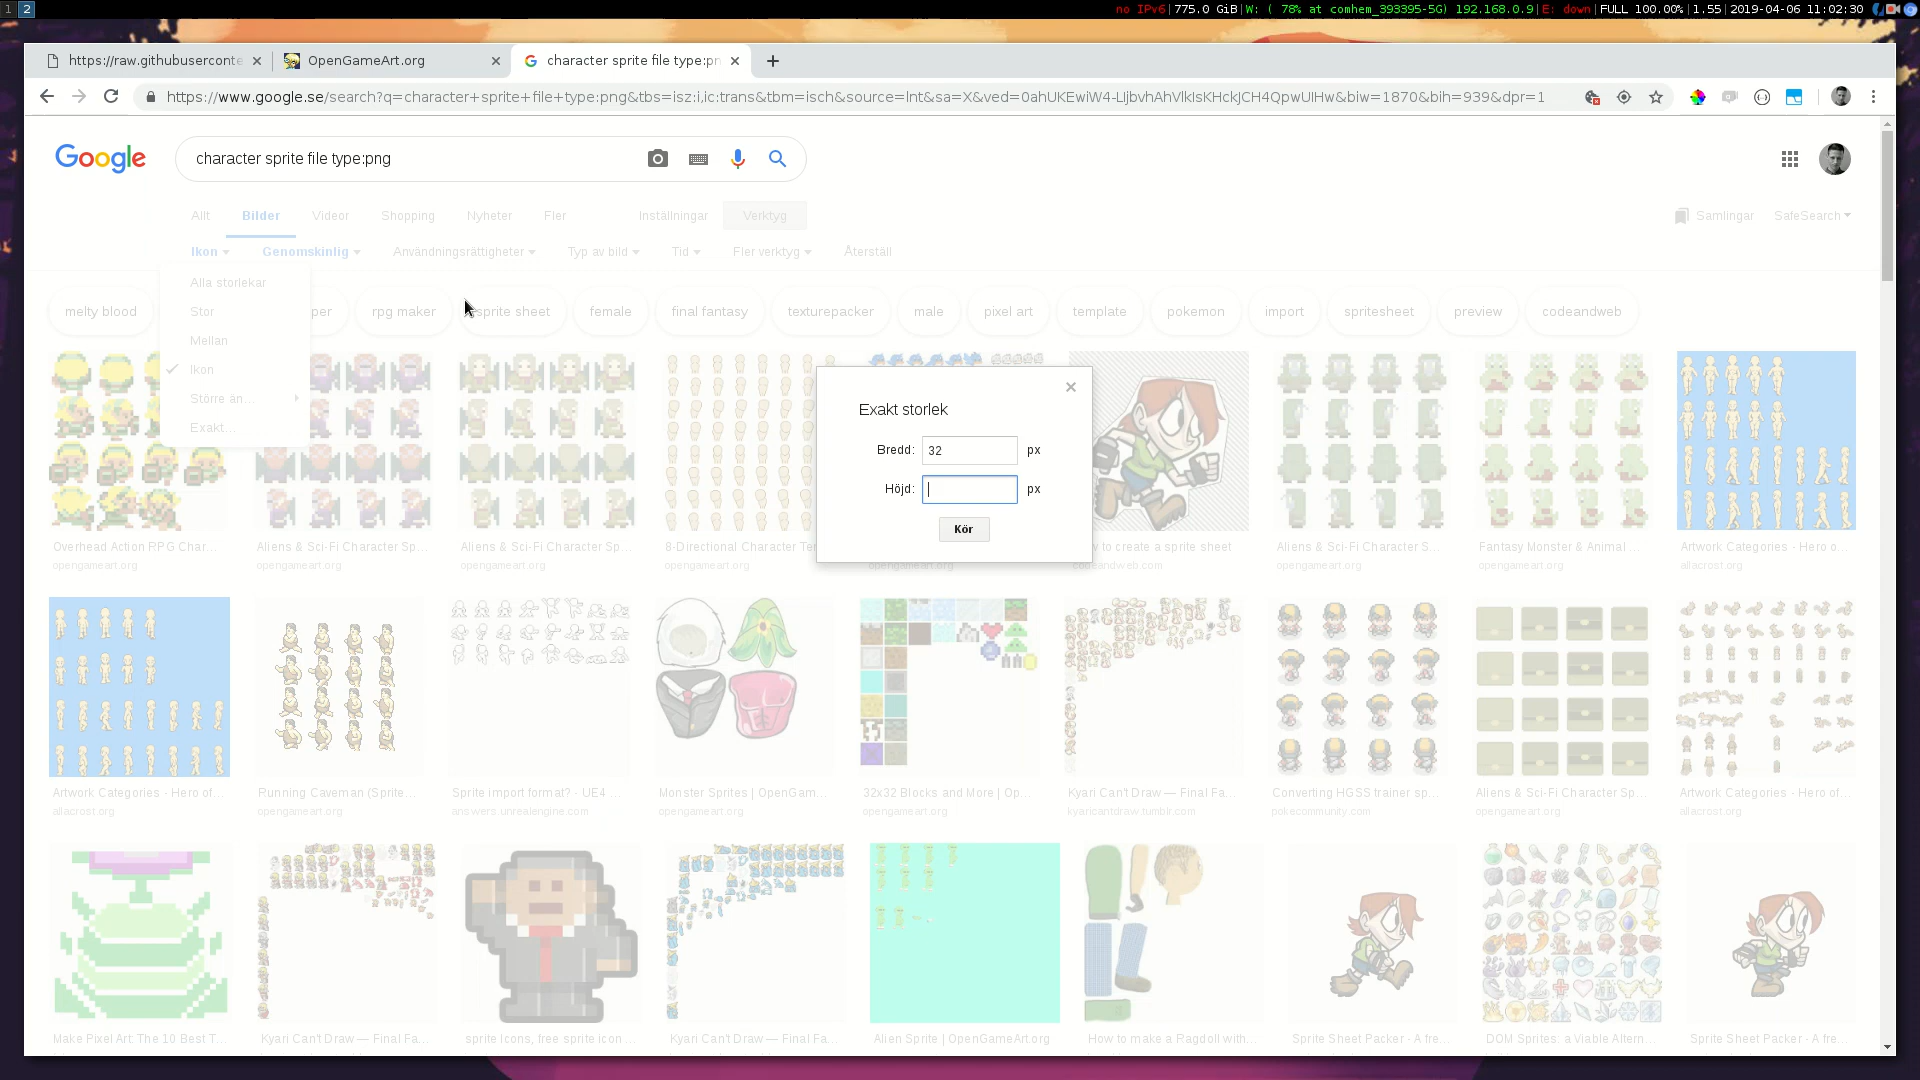 1 2
no IPv6|775.0 GiB|W: ( 78% at comhem_393395-5G) 192.168.0.9|E: down|FULL 100.00%|1.55|2019-04-06 11:02:30
https://raw.githubuserconte
OpenGameArt.org
character sprite file type:pn
https://www.google.se/search?q=character+sprite+file+type:png&tbs=isz:i,ic:trans&tbm=isch&source=lnt&sa=X&ved=0ahUKEwiW4-LIjbvhAhVlkIsKHckJCH4QpwUIHw&biw=1870&bih=939&dpr=1
Google
character sprite file type:png
Allt Bilder Videor Shopping Nyheter Fler Inställningar Verktyg Samlingar SafeSearch
Ikon Genomskinlig Användningsrättigheter Typ av bild Tid Fler verktyg Återställ
Alla storlekar
Stor
Mellan
Ikon
Större än...
Exakt...
melty blood per rpg maker sprite sheet female final fantasy texturepacker male pixel art template pokemon import spritesheet preview codeandweb
Exakt storlek
Bredd: 32 px
Höjd: px
Kör
Overhead Action RPG Char... Aliens & Sci-Fi Character Sp... Aliens & Sci-Fi Character Sp... 8-Directional Character Te to create a sprite sheet Aliens & Sci-Fi Character S... Fantasy Monster & Animal ... Artwork Categories - Hero o...
opengameart.org opengameart.org opengameart.org opengameart.org opengameart.org codeandweb.com opengameart.org opengameart.org allacrost.org
Artwork Categories - Hero of... Running Caveman (Sprite... Sprite import format? - UE4 ... Monster Sprites | OpenGam... 32x32 Blocks and More | Op... Kyari Can't Draw — Final Fa... Converting HGSS trainer sp... Aliens & Sci-Fi Character Sp... Artwork Categories - Hero of...
allacrost.org opengameart.org answers.unrealengine.com opengameart.org opengameart.org kyaricantdraw.tumblr.com pokecommunity.com opengameart.org allacrost.org
Make Pixel Art: The 10 Best T... Kyari Can't Draw — Final Fa... sprite icons, free sprite icon ... Kyari Can't Draw — Final Fa... Alien Sprite | OpenGameArt.org How to make a Ragdoll with... Sprite Sheet Packer - A fre... DOM Sprites: a Viable Altern... Sprite Sheet Packer - A fre...